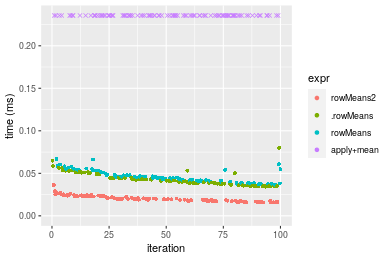 0.20
0.15
0.10
0.05
0.00
time (ms)
0
25
50
75
100
iteration
expr
rowMeans2
.rowMeans
rowMeans
apply+mean